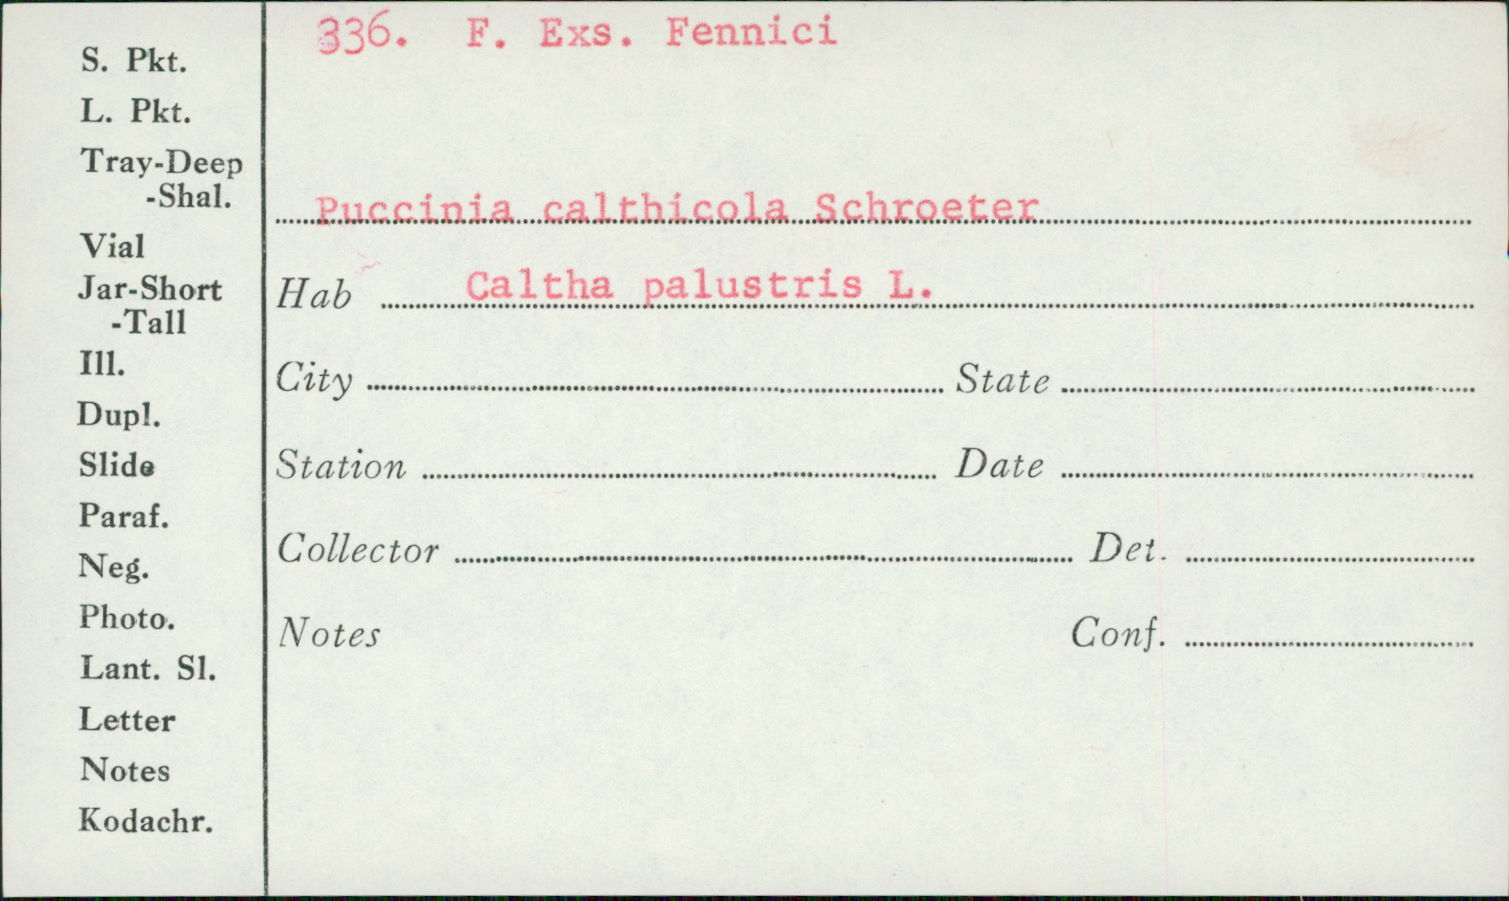 336. F. Exs. Fennici
S. Pkt.
L. Pkt.
Tray-Deep
-Shal.
Vial
Jar-Short
-Tall
Ill.
Dupl.
Slide
Paraf.
Neg.
Photo.
Lant. Sl.
Letter
Notes
Kodachr.
Puccinia calthicola Schroeter
Hab Caltha palustris L.
City State
Station Date
Collector Det.
Notes Conf.